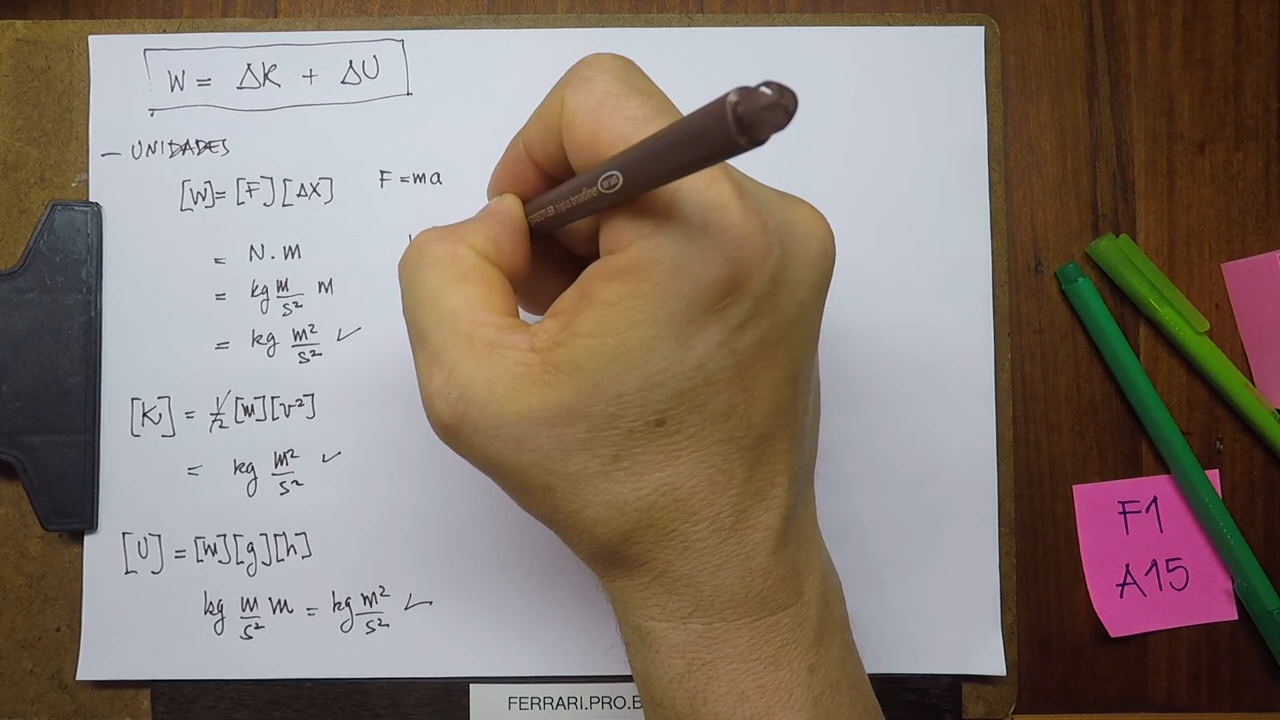 W = ΔK + ΔU
— UNIDADES
[W] = [F] [ΔX]
F = ma
= N.m
= kg m/s² m
= kg m²/s² ✓
[K] = 1/2 [m][v²]
= kg m²/s² ✓
[U] = [m][g][h]
kg m/s² m = kg m²/s² ✓
F1
A15
FERRARI.PRO.B